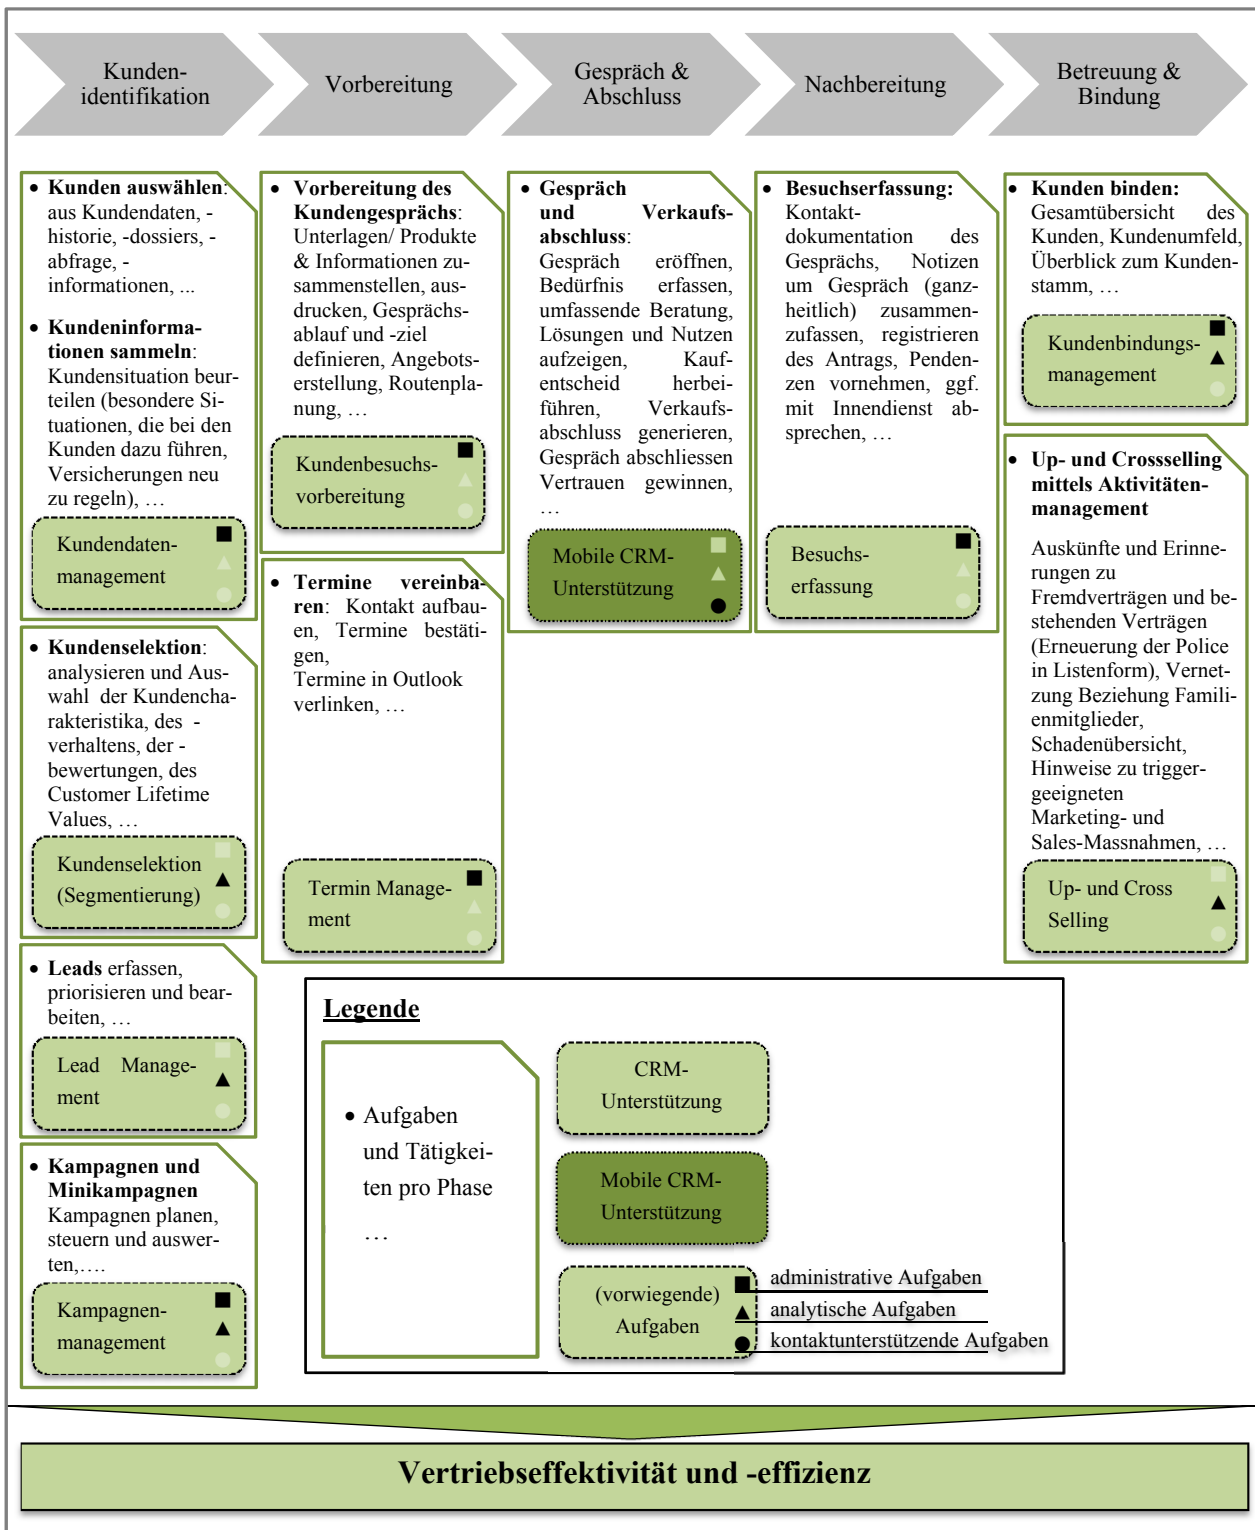 Kunden-
identifikation
Vorbereitung
Gespräch &
Abschluss
Nachbereitung
Betreuung &
Bindung
• Kunden auswählen:
aus Kundendaten, -
historie, -dossiers, -
abfrage, -
informationen, ...
• Kundeninforma-
tionen sammeln:
Kundensituation beur-
teilen (besondere Si-
tuationen, die bei den
Kunden dazu führen,
Versicherungen neu
zu regeln), …
Kundendaten-
management
• Kundenselektion:
analysieren und Aus-
wahl der Kundencha-
rakteristika, des -
verhaltens, der -
bewertungen, des
Customer Lifetime
Values, …
Kundenselektion
(Segmentierung)
• Leads erfassen,
priorisieren und bear-
beiten, …
Lead Manage-
ment
• Kampagnen und
Minikampagnen
Kampagnen planen,
steuern und auswer-
ten,….
Kampagnen-
management
• Vorbereitung des
Kundengesprächs:
Unterlagen/ Produkte
& Informationen zu-
sammenstellen, aus-
drucken, Gesprächs-
ablauf und -ziel
definieren, Angebots-
erstellung, Routenpla-
nung, …
Kundenbesuchs-
vorbereitung
• Termine vereinba-
ren: Kontakt aufbau-
en, Termine bestäti-
gen,
Termine in Outlook
verlinken, …
Termin Manage-
ment
• Gespräch
und Verkaufs-
abschluss:
Gespräch eröffnen,
Bedürfnis erfassen,
umfassende Beratung,
Lösungen und Nutzen
aufzeigen, Kauf-
entscheid herbei-
führen, Verkaufs-
abschluss generieren,
Gespräch abschliessen
Vertrauen gewinnen,
…
Mobile CRM-
Unterstützung
• Besuchserfassung:
Kontakt-
dokumentation des
Gesprächs, Notizen
um Gespräch (ganz-
heitlich) zusammen-
zufassen, registrieren
des Antrags, Penden-
zen vornehmen, ggf.
mit Innendienst ab-
sprechen, …
Besuchs-
erfassung
• Kunden binden:
Gesamtübersicht des
Kunden, Kundenumfeld,
Überblick zum Kunden-
stamm, …
Kundenbindungs-
management
• Up- und Crossselling
mittels Aktivitäten-
management
Auskünfte und Erinne-
rungen zu
Fremdverträgen und be-
stehenden Verträgen
(Erneuerung der Police
in Listenform), Vernet-
zung Beziehung Famili-
enmitglieder,
Schadenübersicht,
Hinweise zu trigger-
geeigneten
Marketing- und
Sales-Massnahmen, …
Up- und Cross
Selling
Legende
• Aufgaben
und Tätigkei-
ten pro Phase
…
CRM-
Unterstützung
Mobile CRM-
Unterstützung
(vorwiegende)
Aufgaben
administrative Aufgaben
analytische Aufgaben
kontaktunterstützende Aufgaben
Vertriebseffektivität und -effizienz